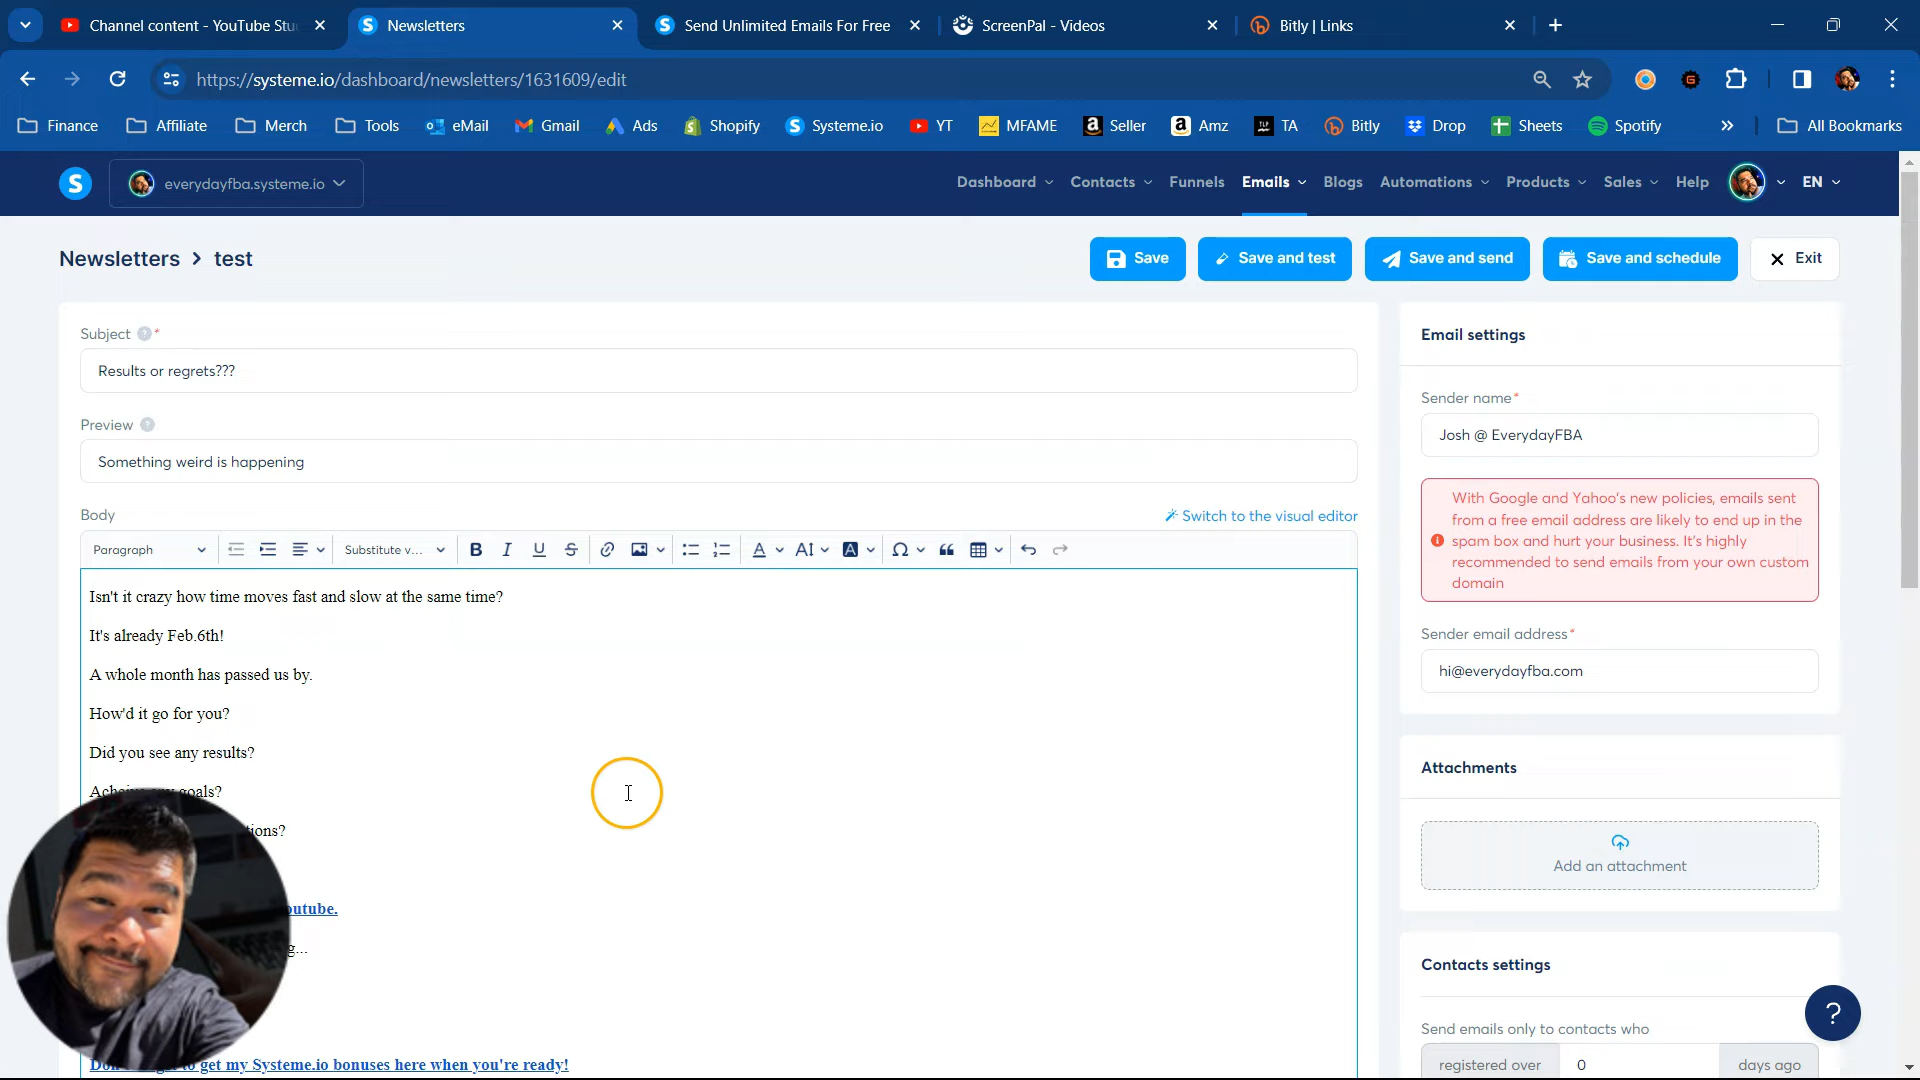 Channel content - YouTube Stu
Newsletters
Send Unlimited Emails For Free
ScreenPal - Videos
Bitly | Links
https://systeme.io/dashboard/newsletters/1631609/edit
Finance
Affiliate
Merch
Tools
eMail
Gmail
Ads
Shopify
Systeme.io
YT
MFAME
Seller
Amz
TA
Bitly
Drop
Sheets
Spotify
All Bookmarks
everydayfba.systeme.io
Dashboard
Contacts
Funnels
Emails
Blogs
Automations
Products
Sales
Help
EN
Newsletters > test
Save
Save and test
Save and send
Save and schedule
Exit
Subject *
Results or regrets???
Preview
Something weird is happening
Body
Switch to the visual editor
Paragraph
Substitute v...
Isn't it crazy how time moves fast and slow at the same time?
It's already Feb.6th!
A whole month has passed us by.
How'd it go for you?
Did you see any results?
goals?
g...
get my Systeme.io bonuses here when you're ready!
Email settings
Sender name*
Josh @ EverydayFBA
With Google and Yahoo's new policies, emails sent
from a free email address are likely to end up in the
spam box and hurt your business. It's highly
recommended to send emails from your own custom
domain
Sender email address*
hi@everydayfba.com
Attachments
Add an attachment
Contacts settings
Send emails only to contacts who
registered over 0 days ago
?